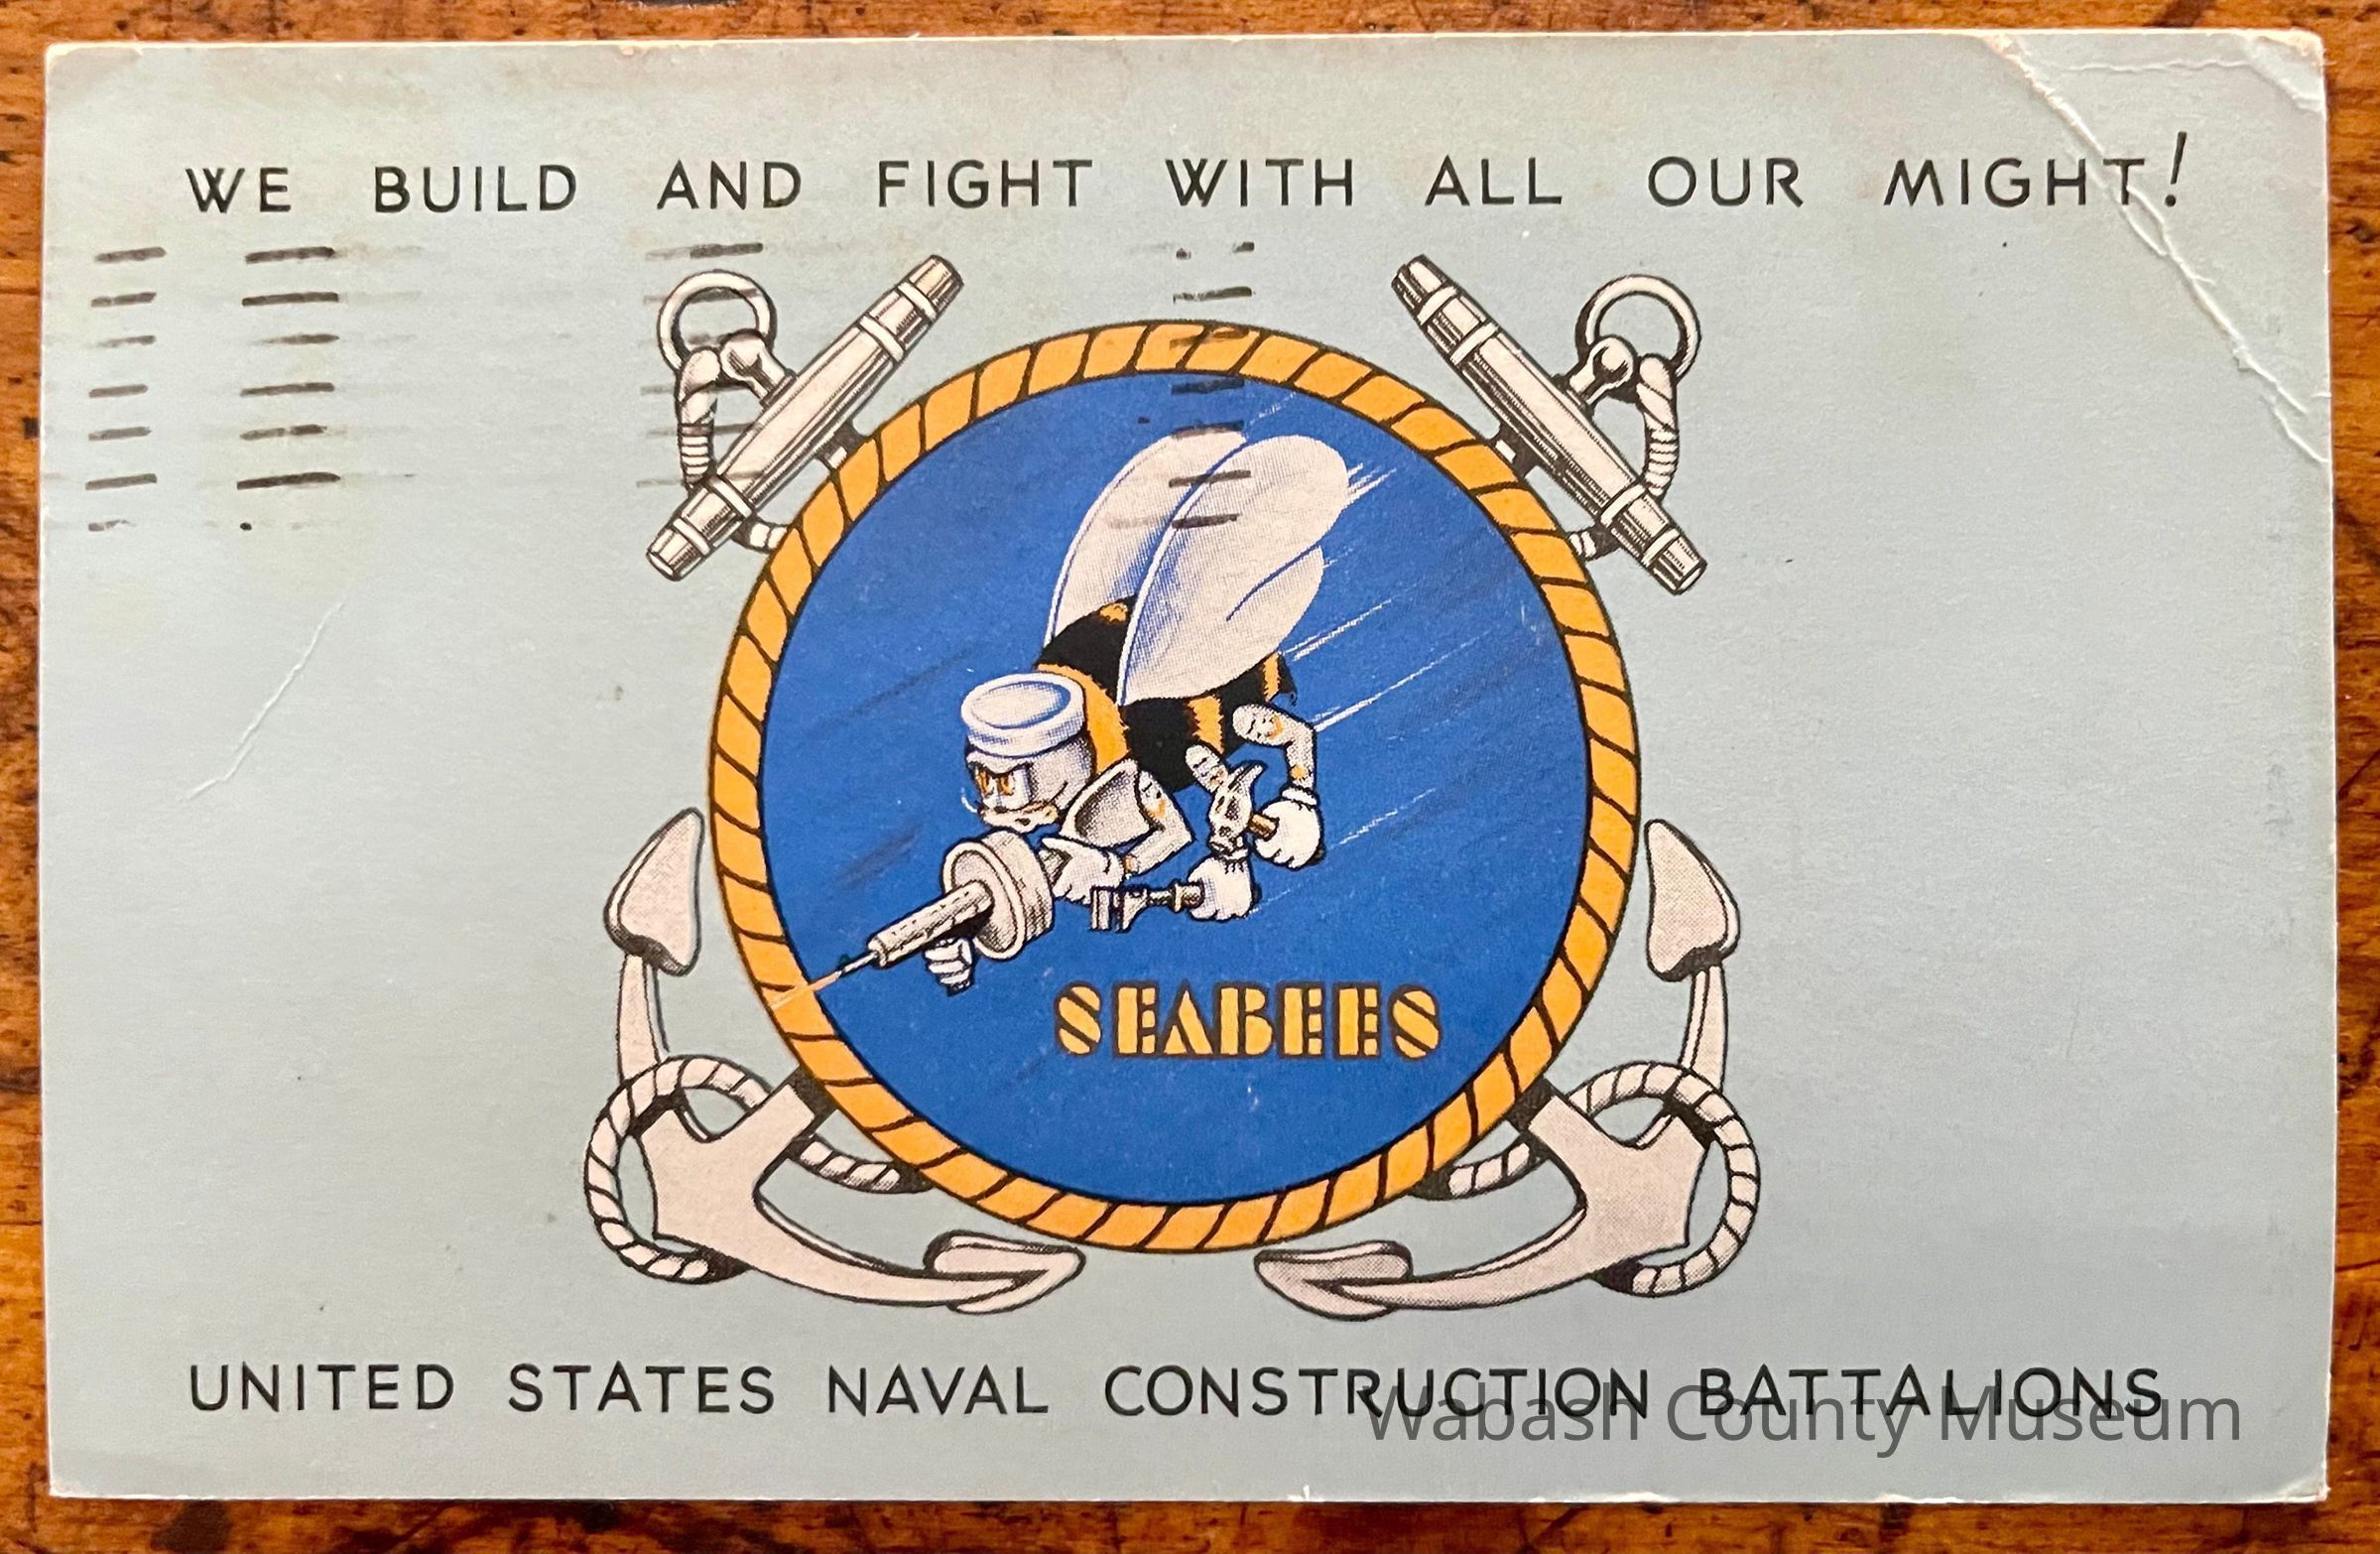 WE BUILD AND FIGHT WITH ALL OUR MIGHT!
SEABEES
UNITED STATES NAVAL CONSTRUCTION BATTALIONS
Wabash County Museum